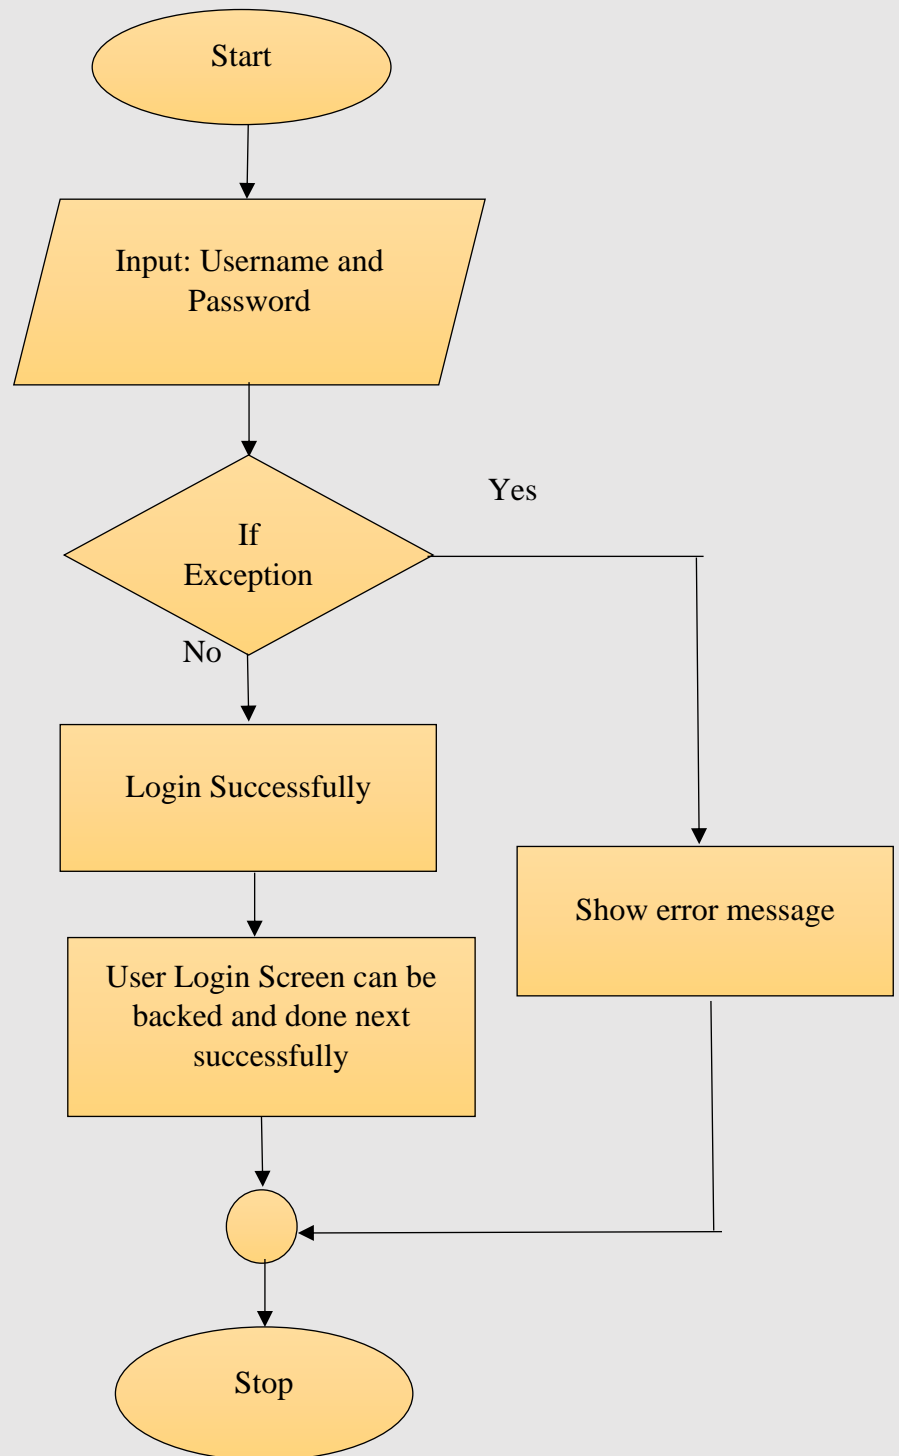 Start
Input: Username and
Password
Yes
If
Exception
No
Login Successfully
Show error message
User Login Screen can be
backed and done next
successfully
Stop